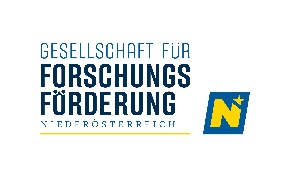 GESELLSCHAFT FÜR
FORSCHUNGS
FÖRDERUNG
NIEDERÖSTERREICH
N